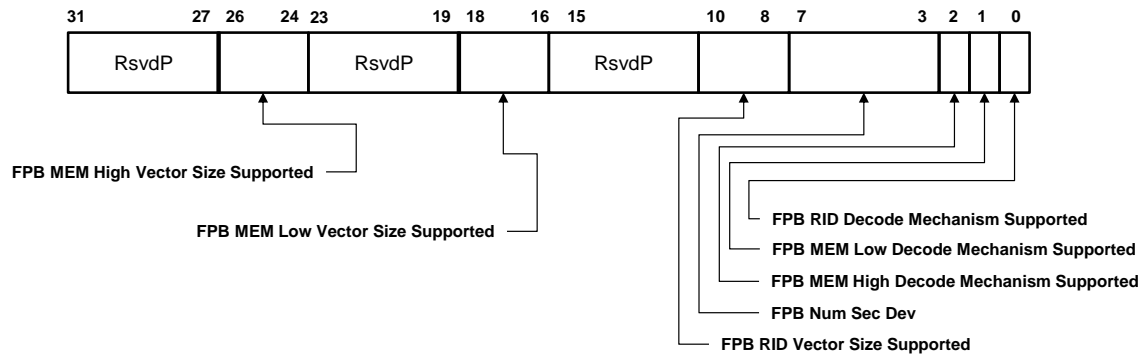 31 27 26 24 23 19 18 16 15 10 8 7 3 2 1 0
RsvdP RsvdP RsvdP
FPB MEM High Vector Size Supported
FPB MEM Low Vector Size Supported
FPB RID Decode Mechanism Supported
FPB MEM Low Decode Mechanism Supported
FPB MEM High Decode Mechanism Supported
FPB Num Sec Dev
FPB RID Vector Size Supported